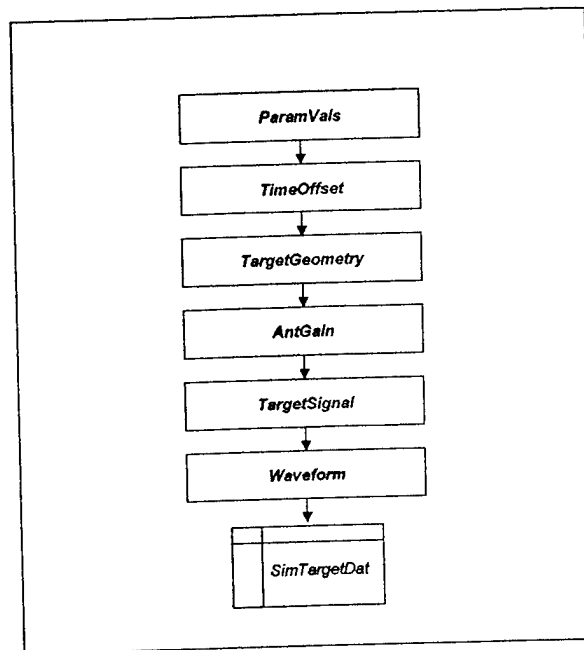 ParamVals
TimeOffset
TargetGeometry
AntGain
TargetSignal
Waveform
SimTargetDat